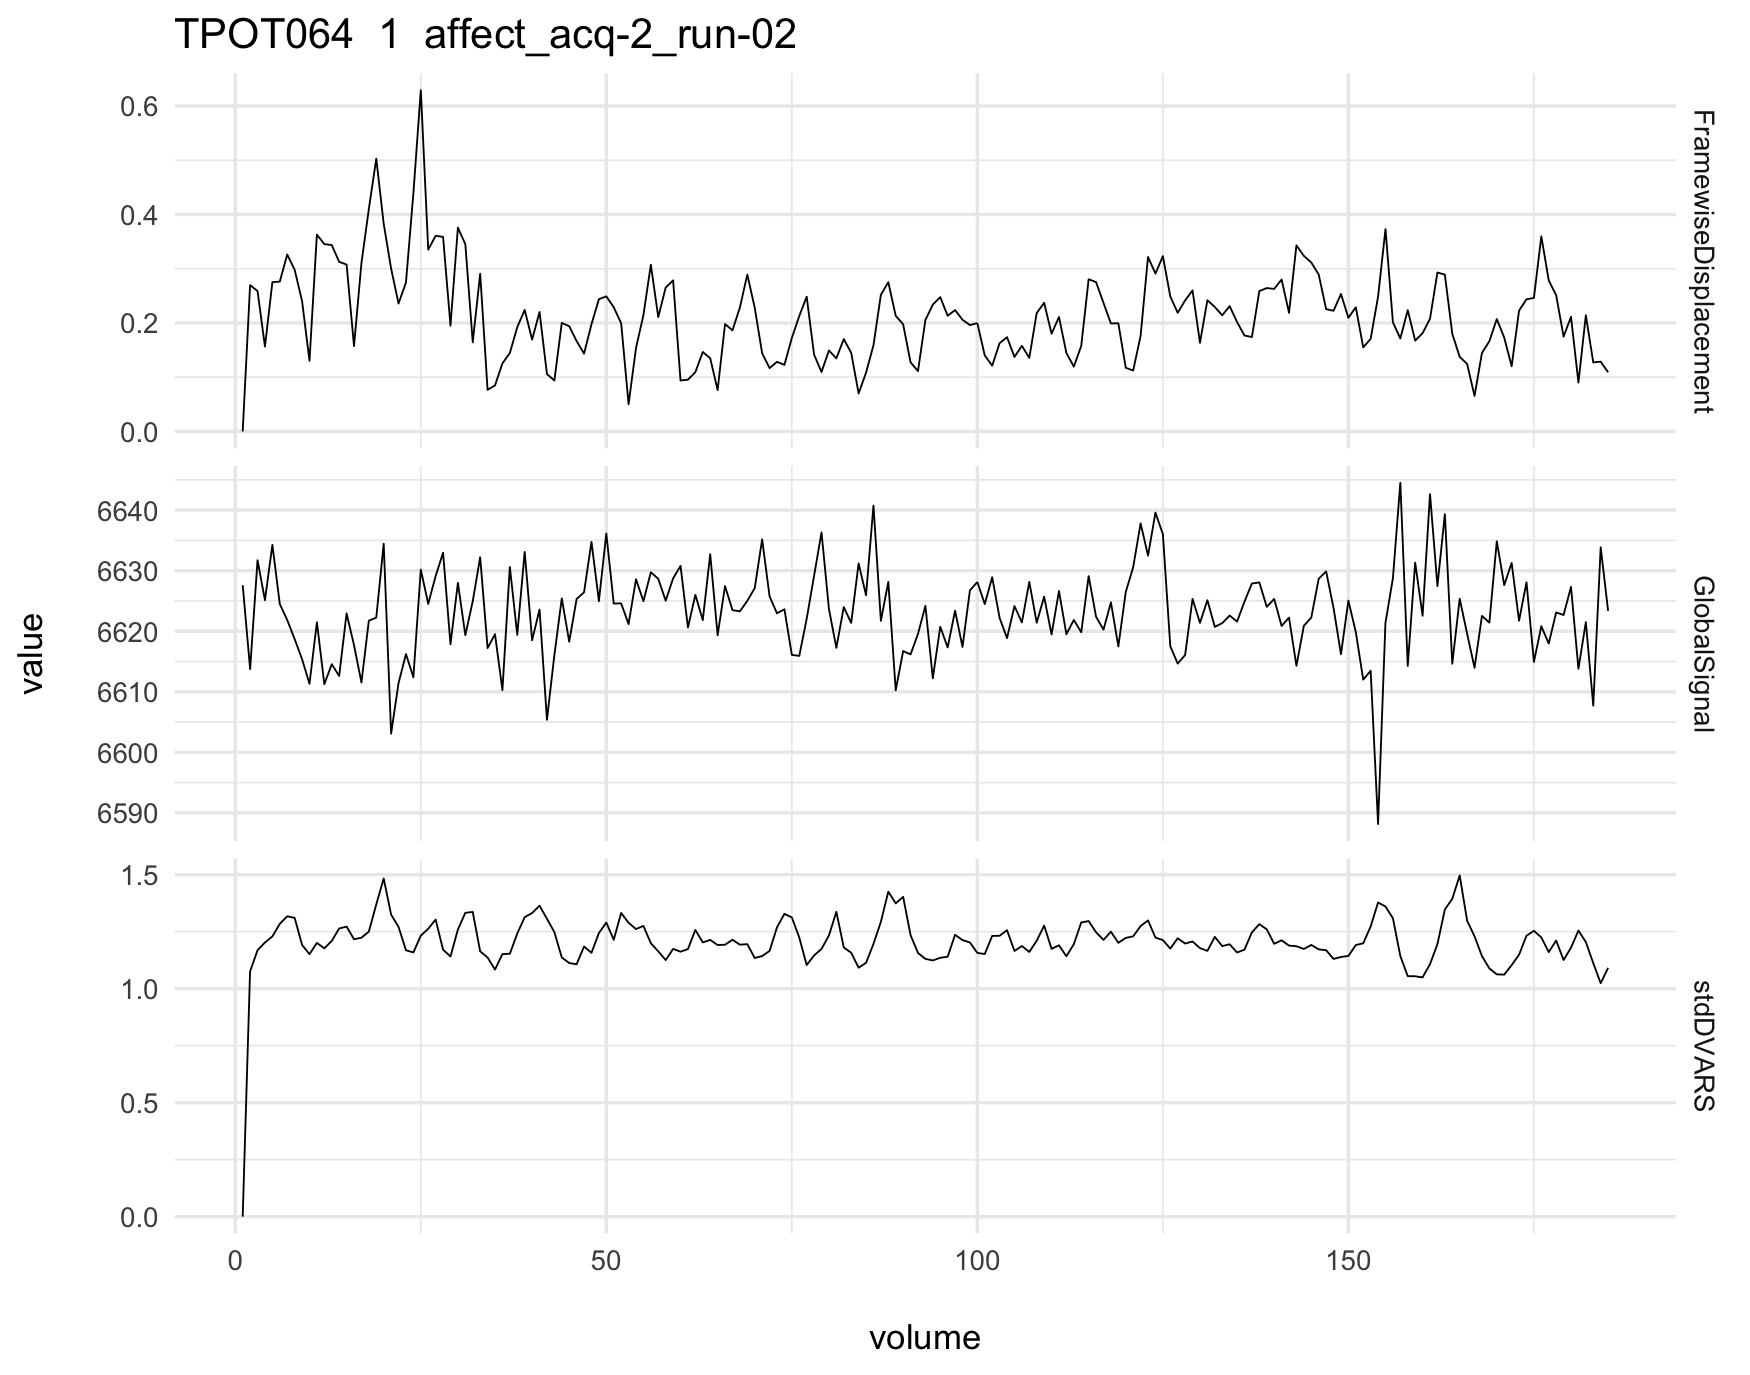 TPOT064 1 affect_acq-2_run-02
0.6
0.4
0.2
0.0
FramewiseDisplacement
6640
6630
6620
6610
6600
6590
GlobalSignal
1.5
1.0
0.5
0.0
stdDVARS
value
0 50 100 150
volume